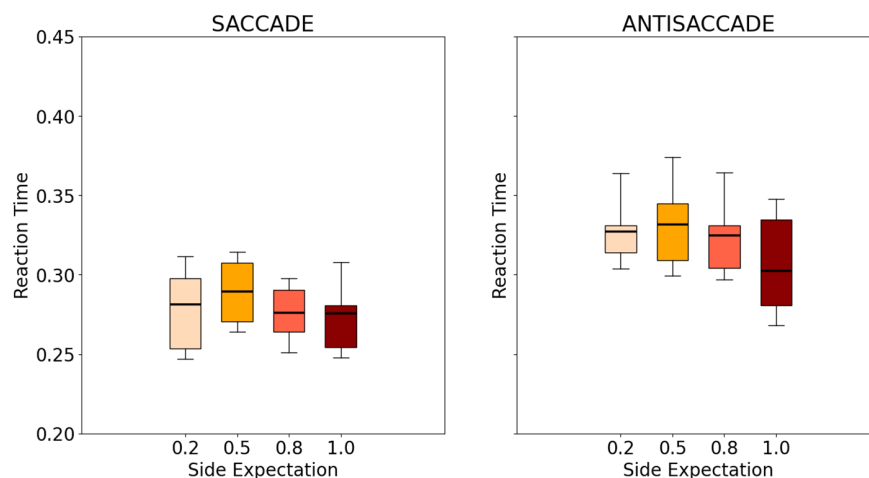 SACCADE
Reaction Time
0.45
0.40
0.35
0.30
0.25
0.20
0.2 0.5 0.8 1.0
Side Expectation
ANTISACCADE
Reaction Time
0.2 0.5 0.8 1.0
Side Expectation